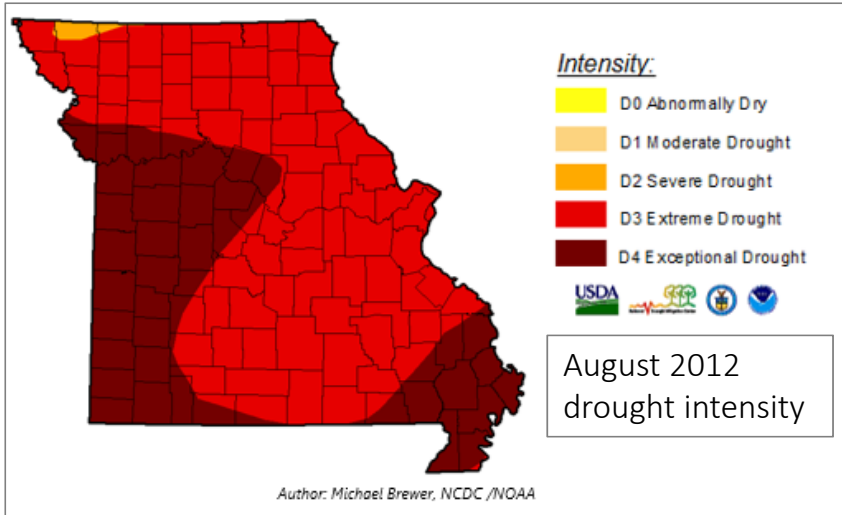 Intensity:
D0 Abnormally Dry
D1 Moderate Drought
D2 Severe Drought
D3 Extreme Drought
D4 Exceptional Drought
USDA
August 2012
drought intensity
Author: Michael Brewer, NCDC /NOAA